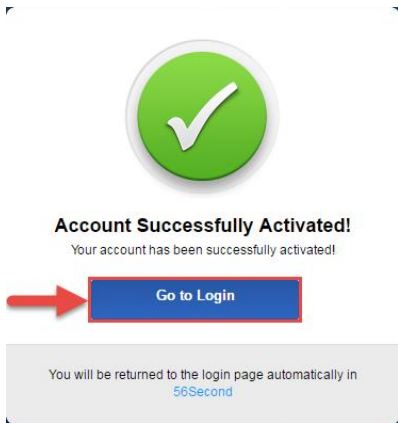 Account Successfully Activated!
Your account has been successfully activated!
Go to Login
You will be returned to the login page automatically in
56Second